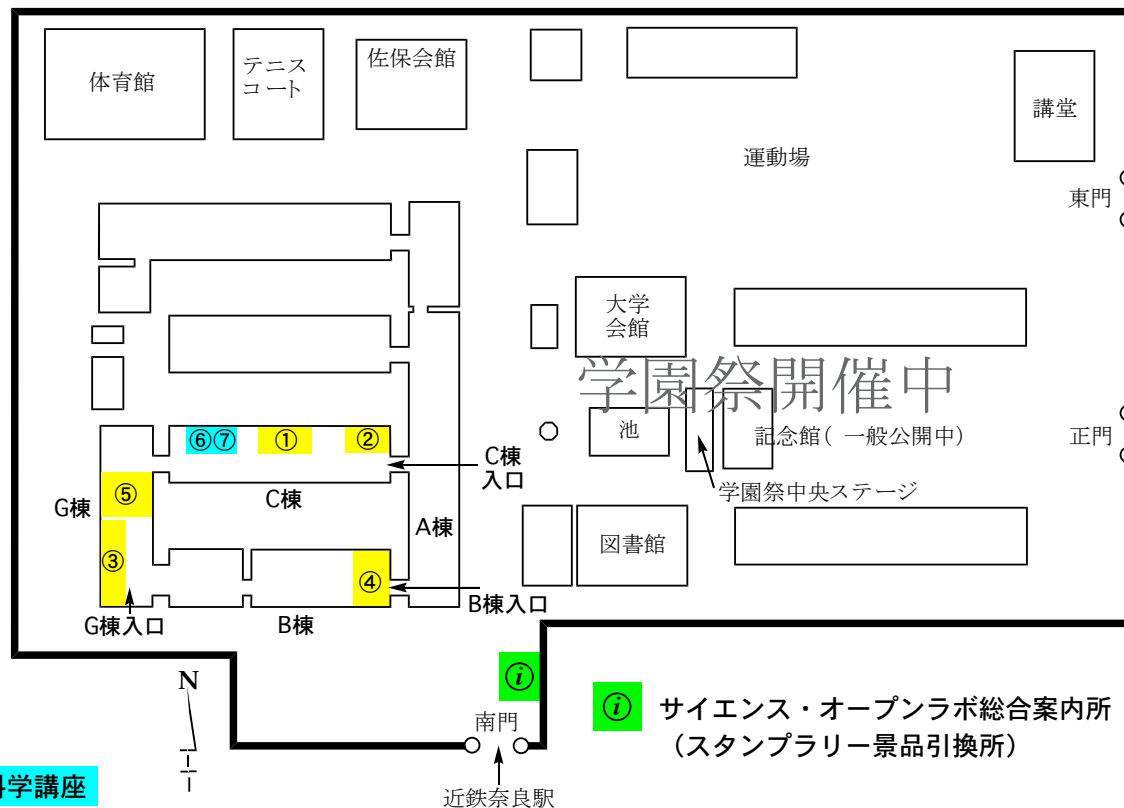 体育館
テニス
コート
佐保会館
講堂
運動場
東門
大学
会館
学園祭開催中
池
記念館( 一般公開中)
正門
⑥⑦
①
②
C棟
入口
学園祭中央ステージ
⑤
G棟
C棟
A棟
図書館
③
④
B棟入口
G棟入口
B棟
N
i
i サイエンス・オープンラボ総合案内所
(スタンプラリー景品引換所)
南門
学講座
近鉄奈良駅